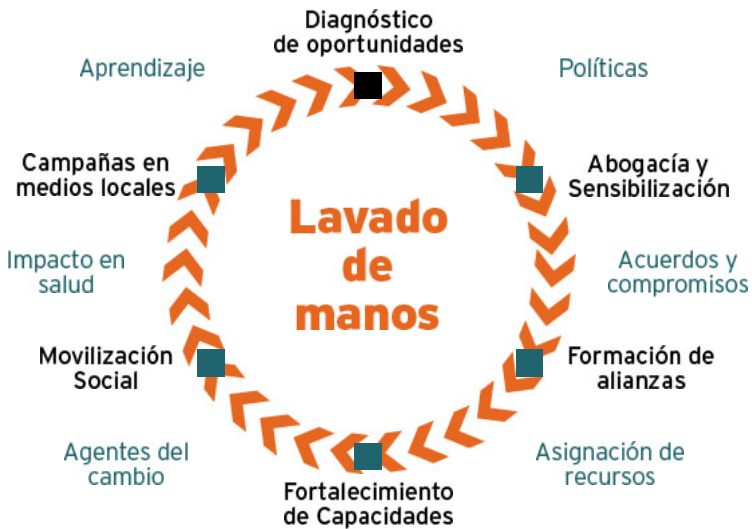 Diagnóstico
de oportunidades
Aprendizaje
Políticas
Campañas en
medios locales
Abogacía y
Sensibilización
Lavado
de
manos
Impacto en
salud
Acuerdos y
compromisos
Movilización
Social
Formación de
alianzas
Agentes del
cambio
Asignación de
recursos
Fortalecimiento
de Capacidades